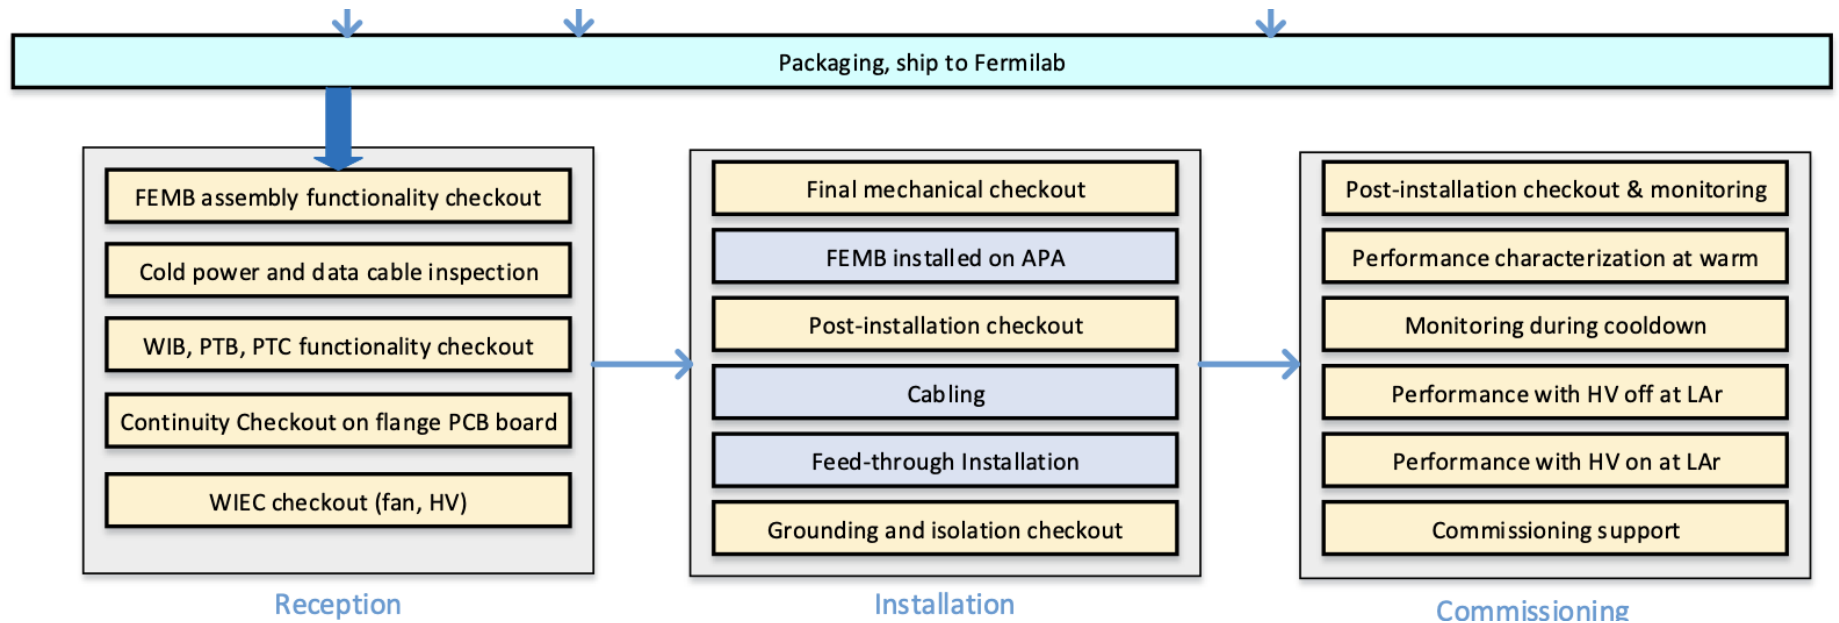 Packaging, ship to Fermilab
FEMB assembly functionality checkout
Cold power and data cable inspection
WIB, PTB, PTC functionality checkout
Continuity Checkout on flange PCB board
WIEC checkout (fan, HV)
Reception
Final mechanical checkout
FEMB installed on APA
Post-installation checkout
Cabling
Feed-through Installation
Grounding and isolation checkout
Installation
Post-installation checkout & monitoring
Performance characterization at warm
Monitoring during cooldown
Performance with HV off at LAr
Performance with HV on at LAr
Commissioning support
Commissioning